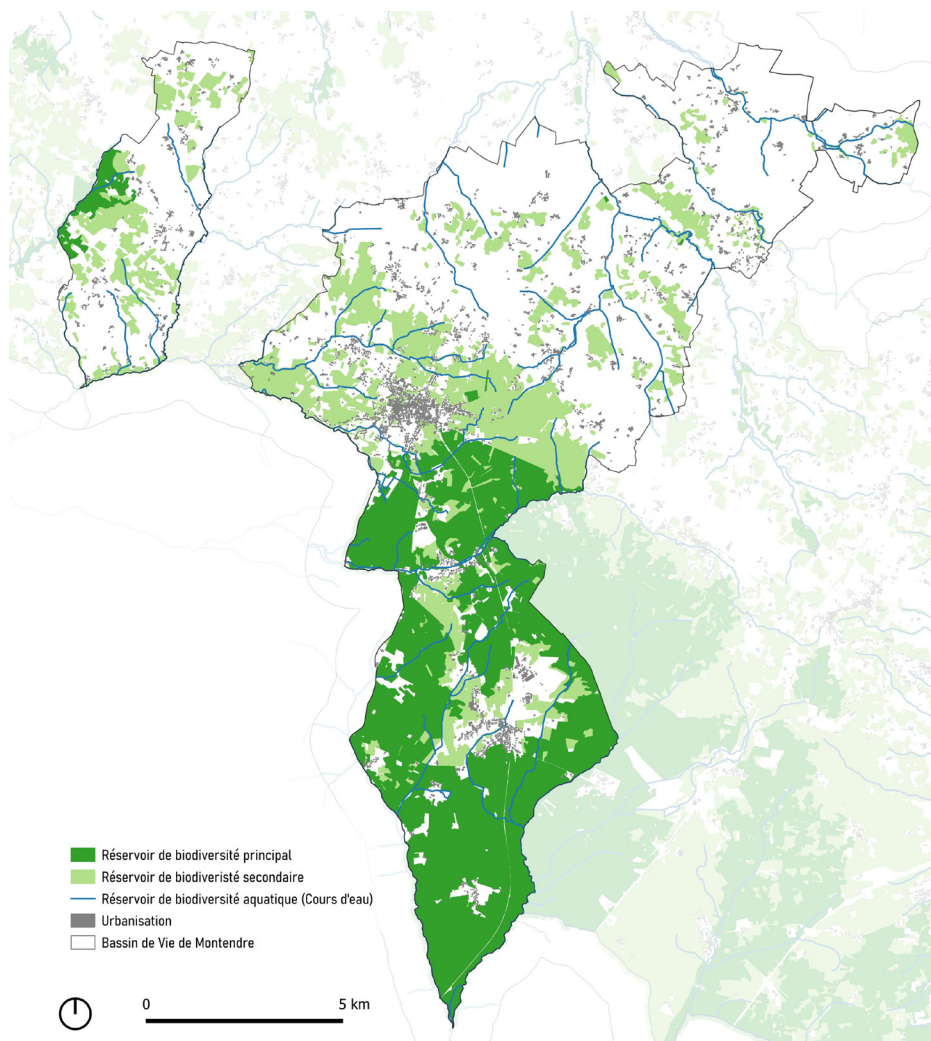 Réservoir de biodiversité principal
Réservoir de biodiveristé secondaire
Réservoir de biodiversité aquatique (Cours d'eau)
Urbanisation
Bassin de Vie de Montendre
0 5 km